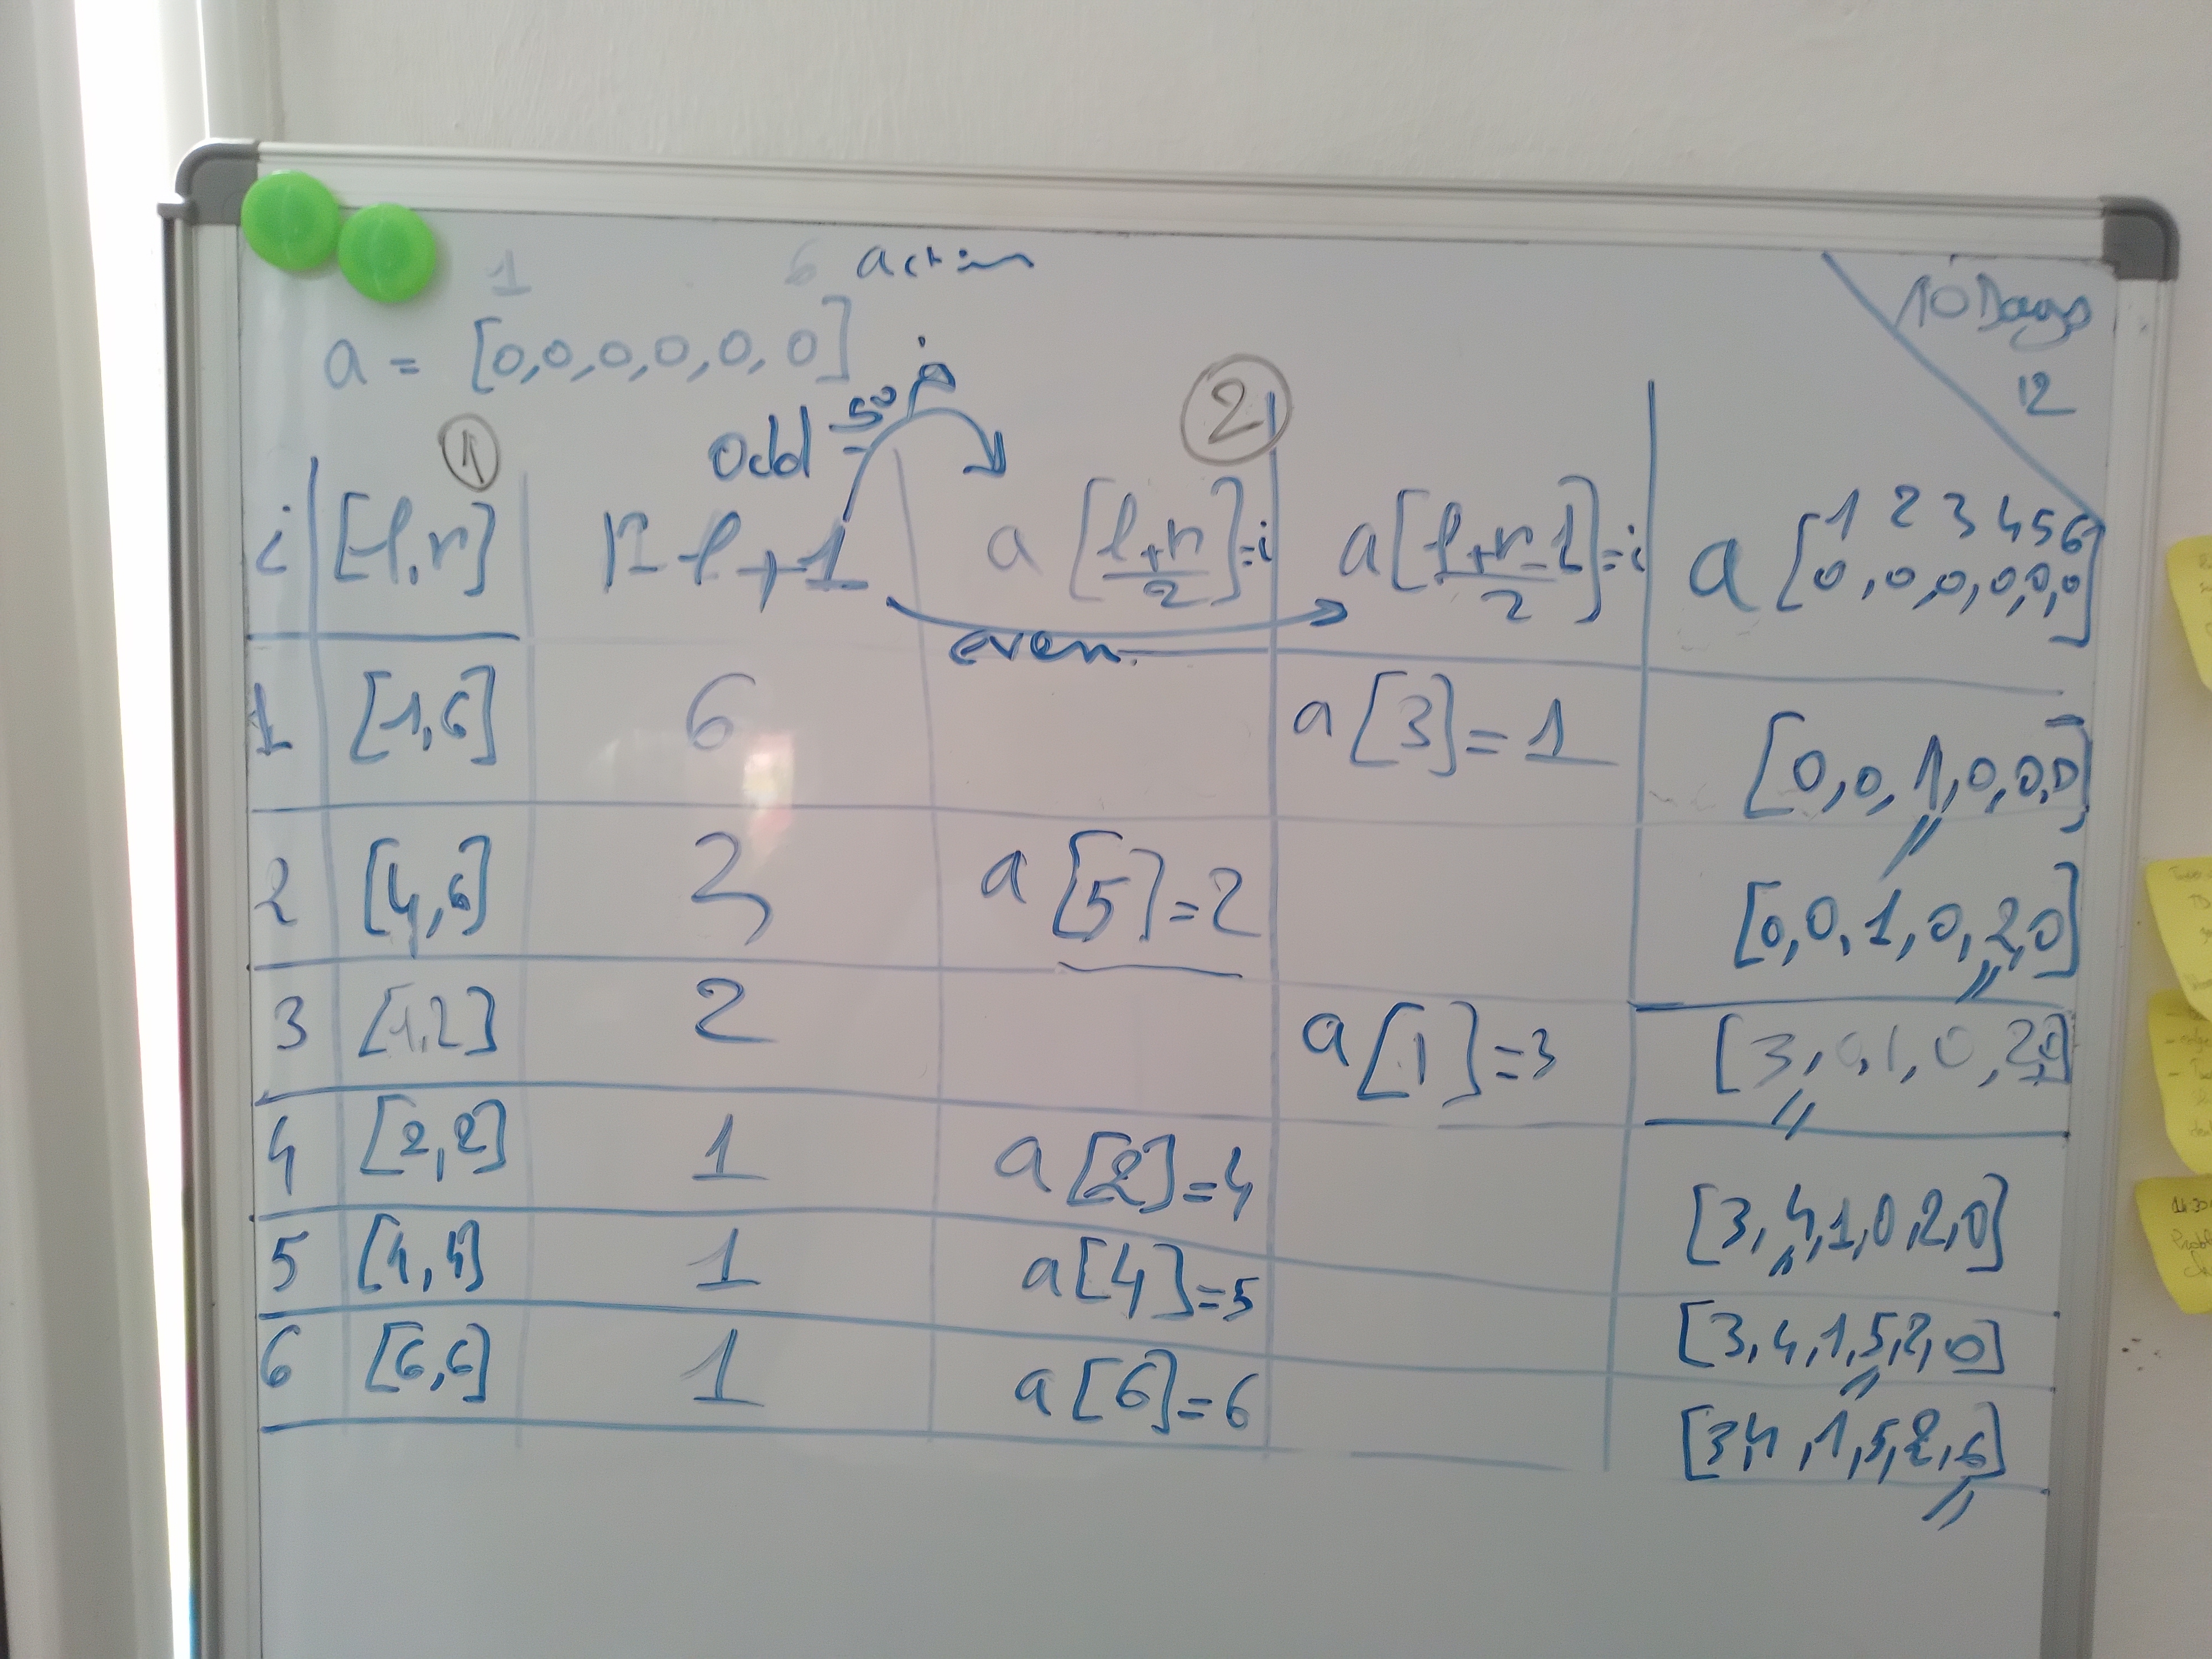 1 6 action
10 Days
12
a = [0,0,0,0,0,0]
1 2
odd
i [l,r] r-l+1 a[l+r/2]=i a[l+r-1/2]=i a [0,0,0,0,0,0]
1 2 3 4 5 6
even
1 [1,6] 6 a[3]=1 [0,0,1,0,0,0]
2 [4,6] 3 a[5]=2 [0,0,1,0,2,0]
3 [1,2] 2 a[1]=3 [3,0,1,0,2,0]
4 [2,2] 1 a[2]=4 [3,4,1,0,2,0]
5 [4,4] 1 a[4]=5 [3,4,1,5,2,0]
6 [6,6] 1 a[6]=6 [3,4,1,5,2,6]